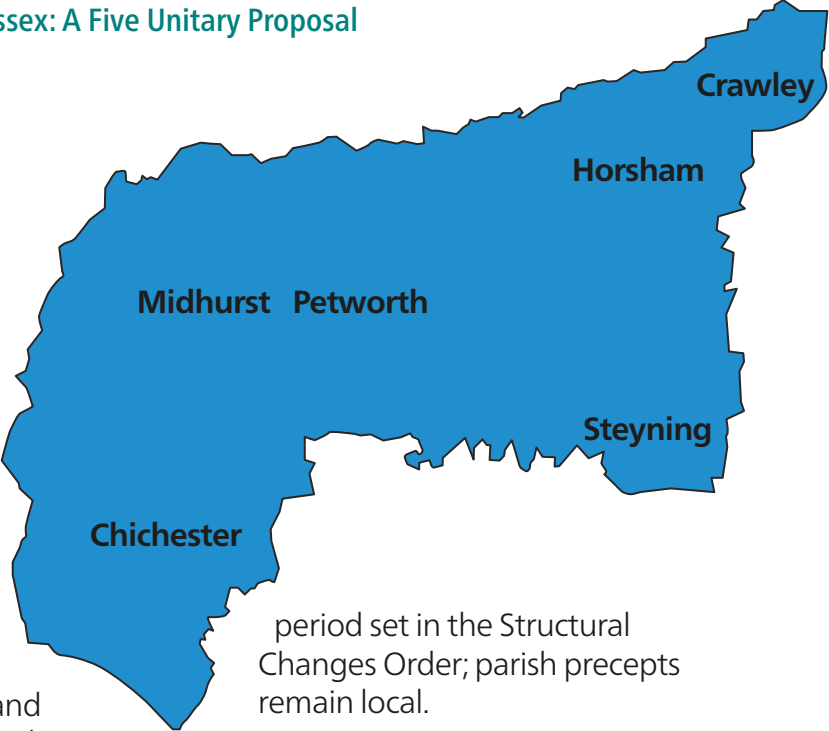 ssex: A Five Unitary Proposal
Crawley
Horsham
Midhurst Petworth
Steyning
Chichester
period set in the Structural
Changes Order; parish precepts
remain local.
and